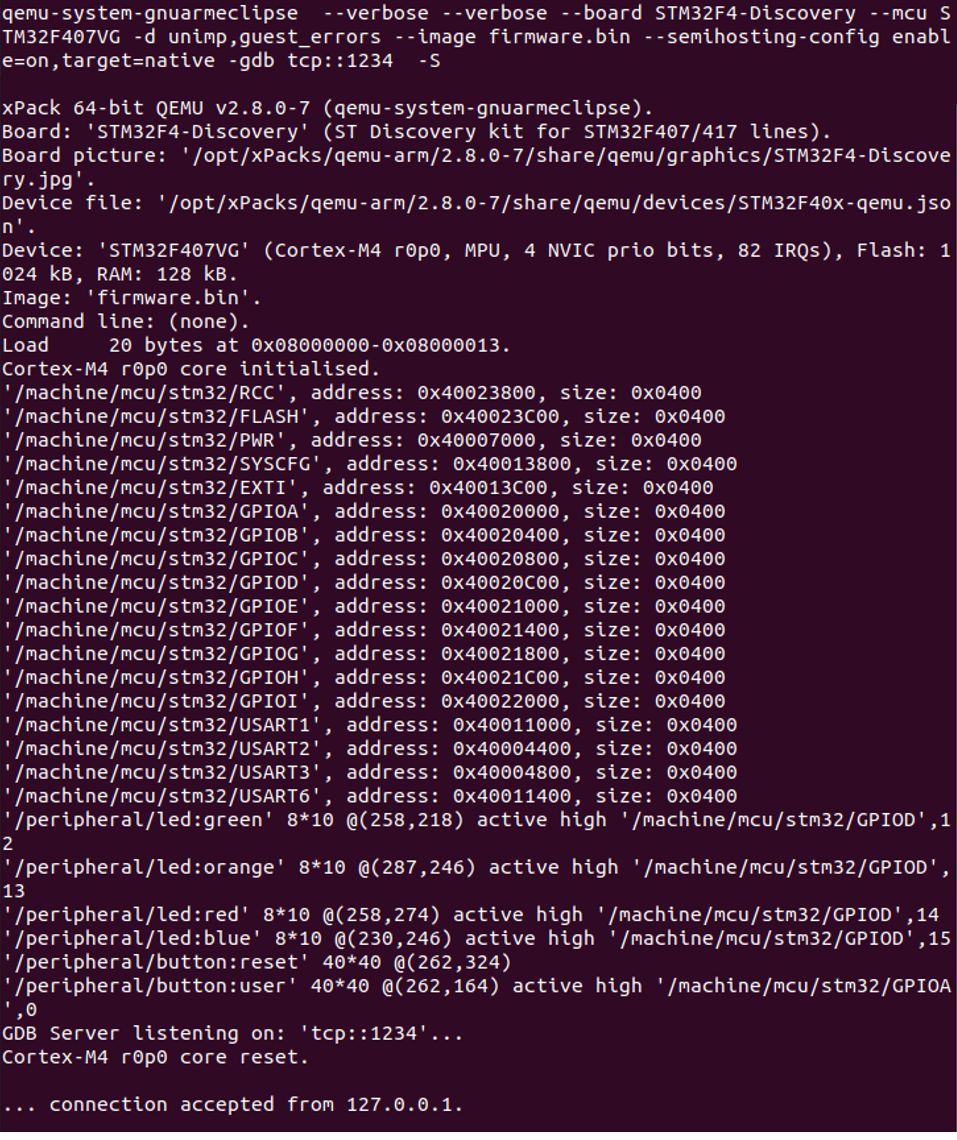 qemu-system-gnuarmeclipse  --verbose --verbose --board STM32F4-Discovery --mcu S
TM32F407VG -d unimp,guest_errors --image firmware.bin --semihosting-config enabl
e=on,target=native -gdb tcp::1234  -S
xPack 64-bit QEMU v2.8.0-7 (qemu-system-gnuarmeclipse).
Board: 'STM32F4-Discovery' (ST Discovery kit for STM32F407/417 lines).
Board picture: '/opt/xPacks/qemu-arm/2.8.0-7/share/qemu/graphics/STM32F4-Discove
ry.jpg'.
Device file: '/opt/xPacks/qemu-arm/2.8.0-7/share/qemu/devices/STM32F40x-qemu.jso
n'.
Device: 'STM32F407VG' (Cortex-M4 r0p0, MPU, 4 NVIC prio bits, 82 IRQs), Flash: 1
024 kB, RAM: 128 kB.
Image: 'firmware.bin'.
Command line: (none).
Load     20 bytes at 0x08000000-0x08000013.
Cortex-M4 r0p0 core initialised.
'/machine/mcu/stm32/RCC', address: 0x40023800, size: 0x0400
'/machine/mcu/stm32/FLASH', address: 0x40023C00, size: 0x0400
'/machine/mcu/stm32/PWR', address: 0x40007000, size: 0x0400
'/machine/mcu/stm32/SYSCFG', address: 0x40013800, size: 0x0400
'/machine/mcu/stm32/EXTI', address: 0x40013C00, size: 0x0400
'/machine/mcu/stm32/GPIOA', address: 0x40020000, size: 0x0400
'/machine/mcu/stm32/GPIOB', address: 0x40020400, size: 0x0400
'/machine/mcu/stm32/GPIOC', address: 0x40020800, size: 0x0400
'/machine/mcu/stm32/GPIOD', address: 0x40020C00, size: 0x0400
'/machine/mcu/stm32/GPIOE', address: 0x40021000, size: 0x0400
'/machine/mcu/stm32/GPIOF', address: 0x40021400, size: 0x0400
'/machine/mcu/stm32/GPIOG', address: 0x40021800, size: 0x0400
'/machine/mcu/stm32/GPIOH', address: 0x40021C00, size: 0x0400
'/machine/mcu/stm32/GPIOI', address: 0x40022000, size: 0x0400
'/machine/mcu/stm32/USART1', address: 0x40011000, size: 0x0400
'/machine/mcu/stm32/USART2', address: 0x40004400, size: 0x0400
'/machine/mcu/stm32/USART3', address: 0x40004800, size: 0x0400
'/machine/mcu/stm32/USART6', address: 0x40011400, size: 0x0400
'/peripheral/led:green' 8*10 @(258,218) active high '/machine/mcu/stm32/GPIOD',1
2
'/peripheral/led:orange' 8*10 @(287,246) active high '/machine/mcu/stm32/GPIOD',
13
'/peripheral/led:red' 8*10 @(258,274) active high '/machine/mcu/stm32/GPIOD',14
'/peripheral/led:blue' 8*10 @(230,246) active high '/machine/mcu/stm32/GPIOD',15
'/peripheral/button:reset' 40*40 @(262,324)
'/peripheral/button:user' 40*40 @(262,164) active high '/machine/mcu/stm32/GPIOA
',0
GDB Server listening on: 'tcp::1234'...
Cortex-M4 r0p0 core reset.
... connection accepted from 127.0.0.1.